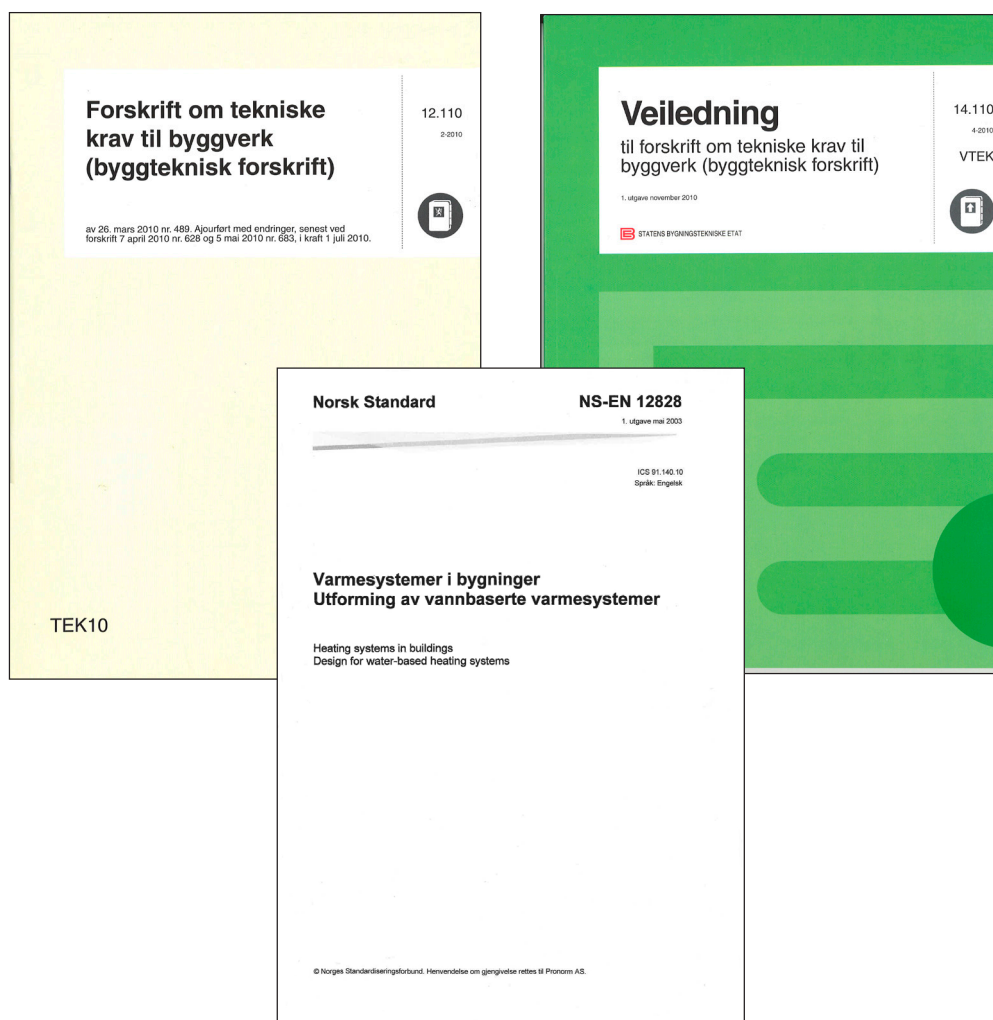 Forskrift om tekniske
krav til byggverk
(byggteknisk forskrift)
12.110
2-2010
av 26. mars 2010 nr. 489. Ajourført med endringer, senest ved
forskrift 7 april 2010 nr. 628 og 5 mai 2010 nr. 683, i kraft 1 juli 2010.
TEK10
Veiledning
til forskrift om tekniske krav til
byggverk (byggteknisk forskrift)
1. utgave november 2010
STATENS BYGNINGSTEKNISKE ETAT
14.110
4-2010
VTEK
Norsk Standard
NS-EN 12828
1. utgave mai 2003
ICS 91.140.10
Språk: Engelsk
Varmesystemer i bygninger
Utforming av vannbaserte varmesystemer
Heating systems in buildings
Design for water-based heating systems
© Norges Standardiseringsforbund. Henvendelse om gjengivelse rettes til Pronorm AS.